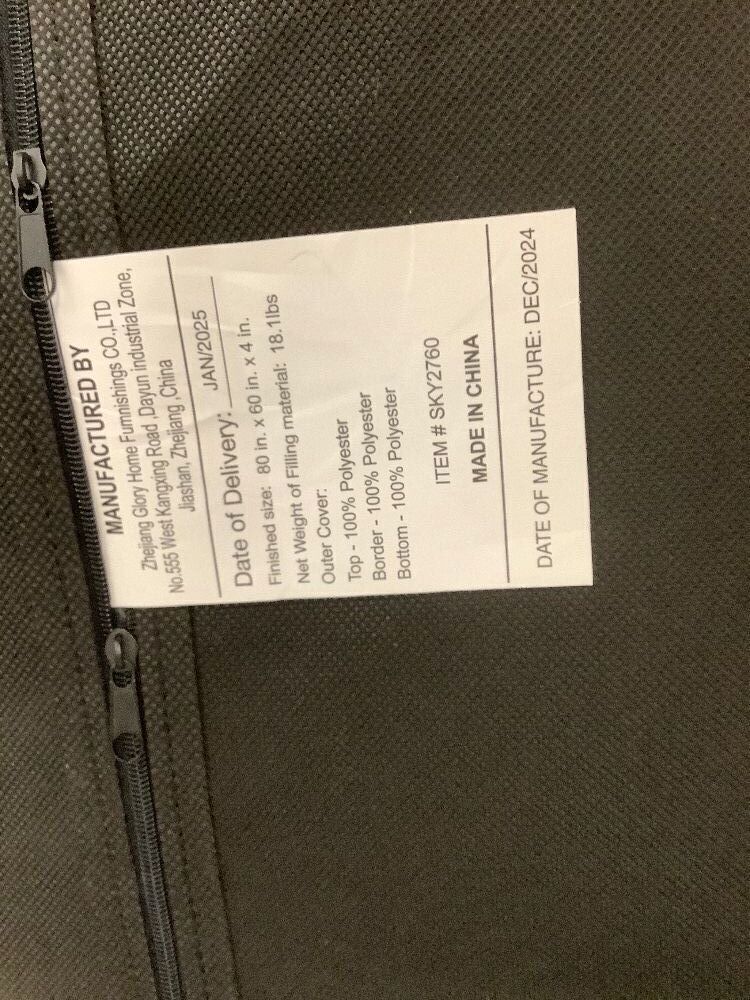 MANUFACTURED BY
Zhejiang Glory Home Furnishings CO.,LTD
No.555 West Kangxing Road ,Dayun Industrial Zone,
Jiashan, Zhejiang ,China
Date of Delivery: JAN/2025
Finished size: 80 in. x 60 in. x 4 in.
Net Weight of Filling material: 18.1lbs
Outer Cover:
Top - 100% Polyester
Border - 100% Polyester
Bottom - 100% Polyester
ITEM # SKY2760
MADE IN CHINA
DATE OF MANUFACTURE: DEC/2024